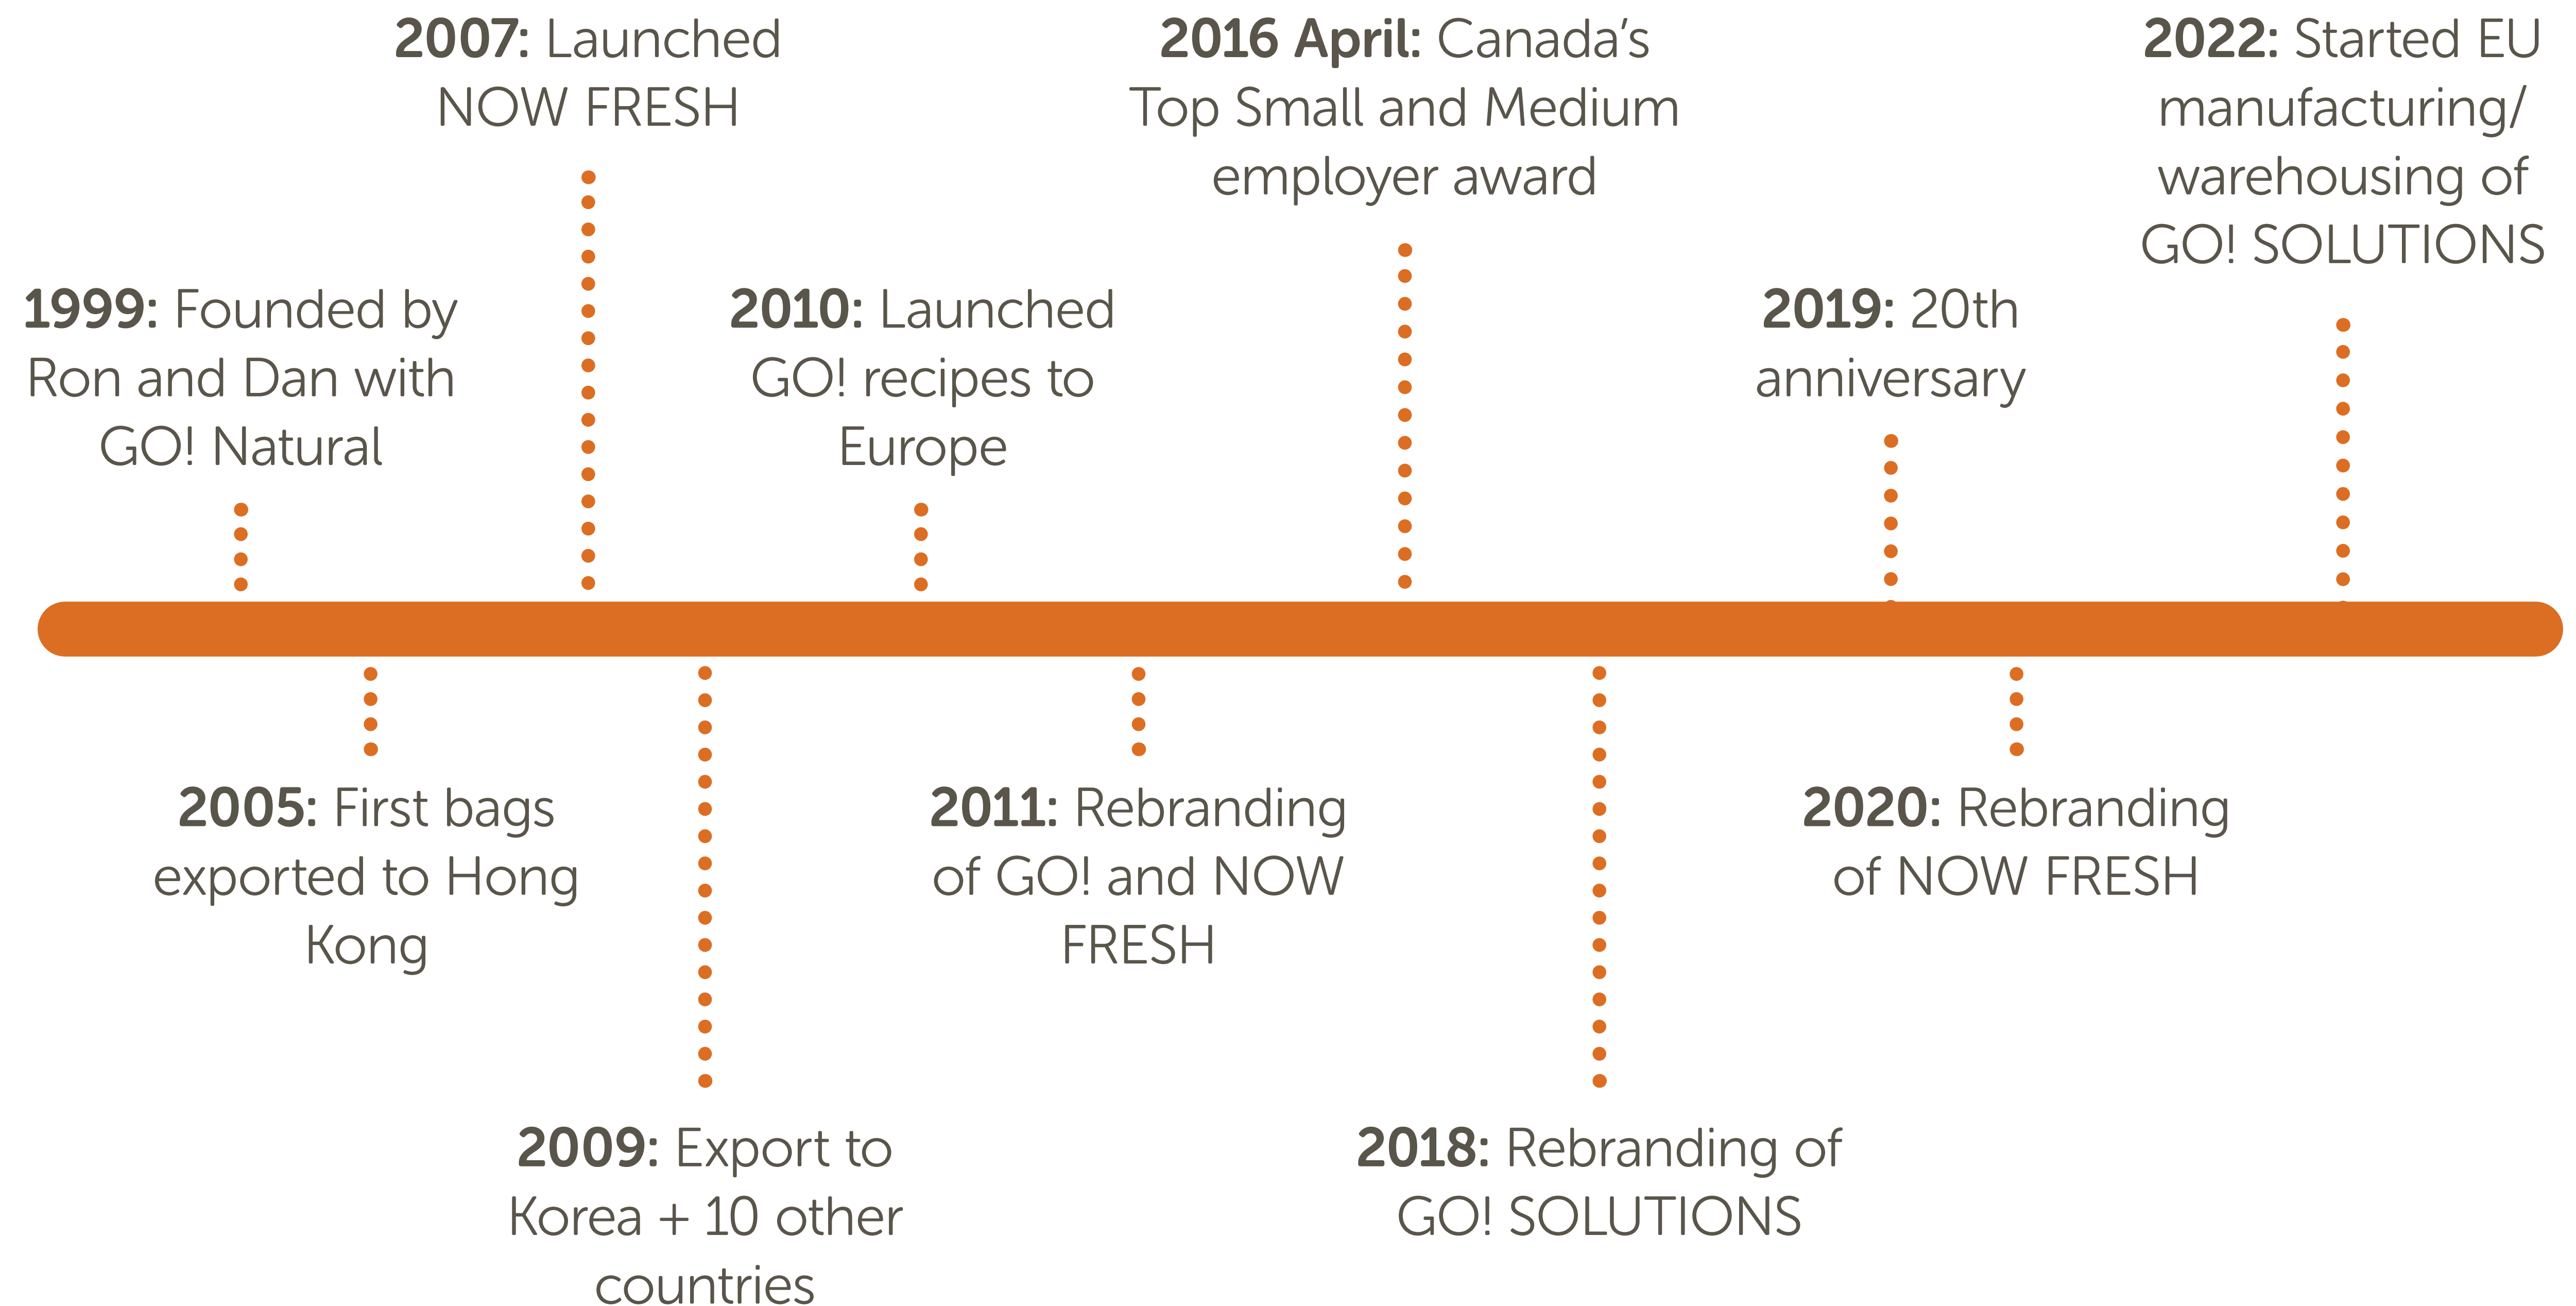 1999: Founded by
Ron and Dan with
GO! Natural
2005: First bags
exported to Hong
Kong
2007: Launched
NOW FRESH
2009: Export to
Korea + 10 other
countries
2010: Launched
GO! recipes to
Europe
2011: Rebranding
of GO! and NOW
FRESH
2016 April: Canada’s
Top Small and Medium
employer award
2018: Rebranding of
GO! SOLUTIONS
2019: 20th
anniversary
2020: Rebranding
of NOW FRESH
2022: Started EU
manufacturing/
warehousing of
GO! SOLUTIONS